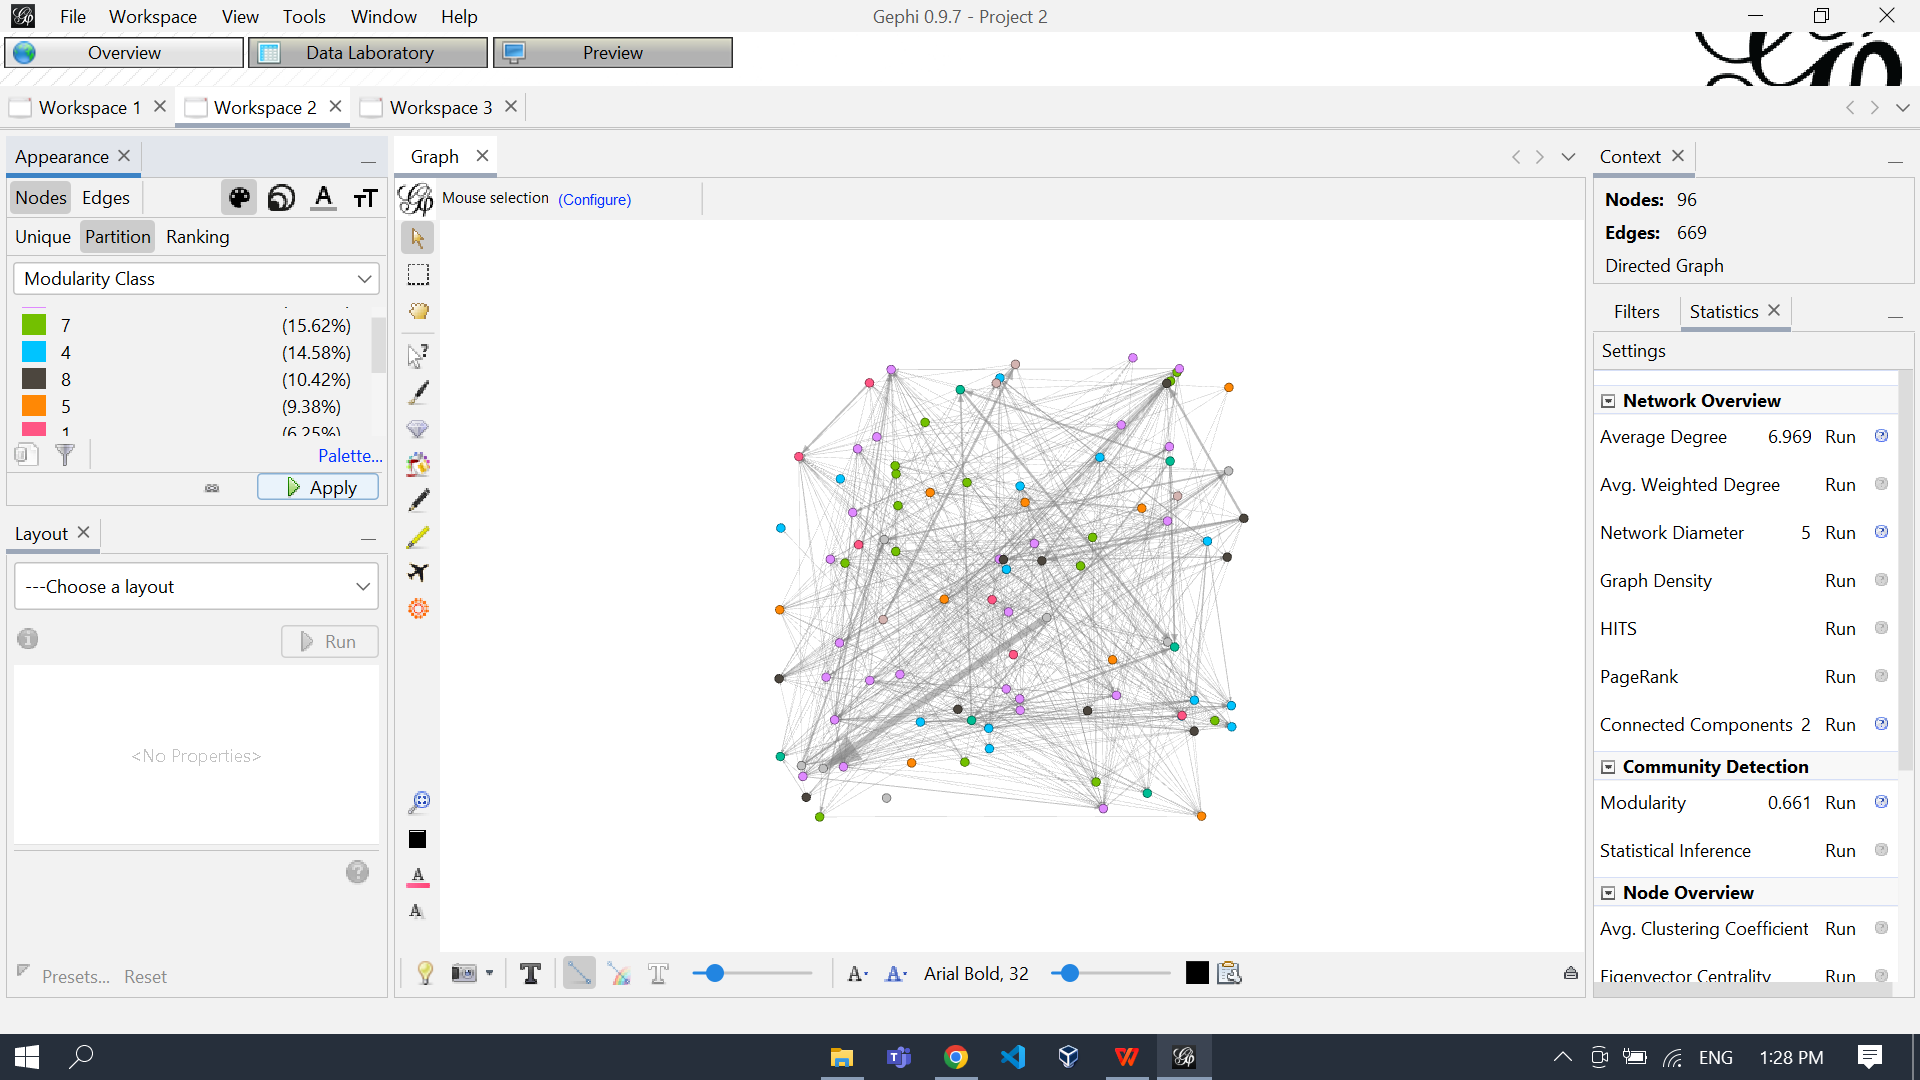 File Workspace View Tools Window Help
Gephi 0.9.7 - Project 2
Overview Data Laboratory Preview
Workspace 1 Workspace 2 Workspace 3
Appearance
Nodes Edges
Unique Partition Ranking
Modularity Class
7 (15.62%)
4 (14.58%)
8 (10.42%)
5 (9.38%)
1 (6.25%)
Palette...
Apply
Layout
---Choose a layout
Run
<No Properties>
Presets... Reset
Graph
Mouse selection (Configure)
Arial Bold, 32
Context
Nodes: 96
Edges: 669
Directed Graph
Filters Statistics
Settings
Network Overview
Average Degree 6.969 Run
Avg. Weighted Degree Run
Network Diameter 5 Run
Graph Density Run
HITS Run
PageRank Run
Connected Components 2 Run
Community Detection
Modularity 0.661 Run
Statistical Inference Run
Node Overview
Avg. Clustering Coefficient Run
Eigenvector Centrality Run
ENG 1:28 PM